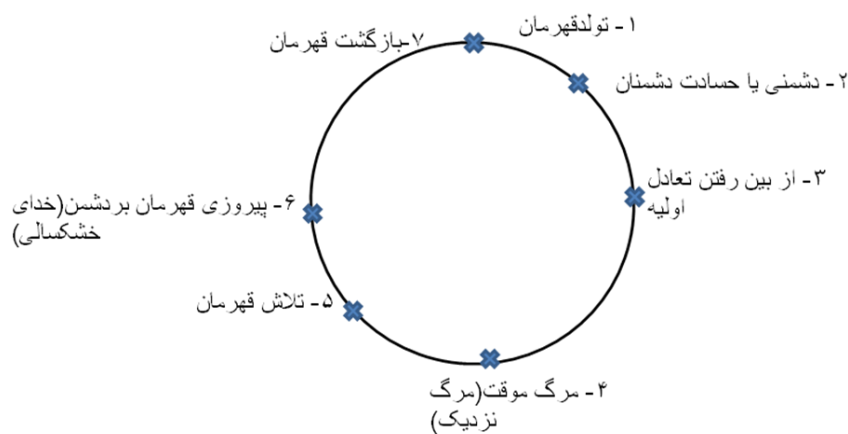 ۱- تولدقهرمان
۲- دشمنی یا حسادت دشمنان
۳- از بین رفتن تعادل
اولیه
۴- مرگ موقت(مرگ
نزدیک)
۵- تلاش قهرمان
۶- پیروزی قهرمان بردشمن(خدای
خشکسالی)
۷-بازگشت قهرمان